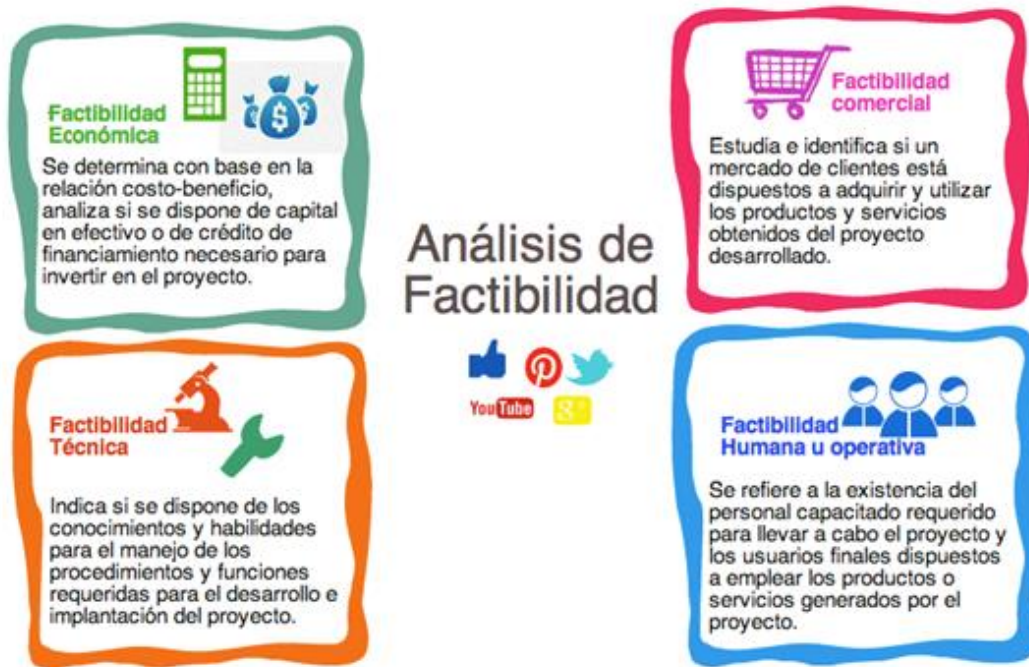 Factibilidad
Económica
Se determina con base en la
relación costo-beneficio,
analiza si se dispone de capital
en efectivo o de crédito de
financiamiento necesario para
invertir en el proyecto.
Factibilidad
comercial
Estudia e identifica si un
mercado de clientes está
dispuestos a adquirir y utilizar
los productos y servicios
obtenidos del proyecto
desarrollado.
Análisis de
Factibilidad
YouTube
g+
Factibilidad
Técnica
Indica si se dispone de los
conocimientos y habilidades
para el manejo de los
procedimientos y funciones
requeridas para el desarrollo e
implantación del proyecto.
Factibilidad
Humana u operativa
Se refiere a la existencia del
personal capacitado requerido
para llevar a cabo el proyecto y
los usuarios finales dispuestos
a emplear los productos o
servicios generados por el
proyecto.